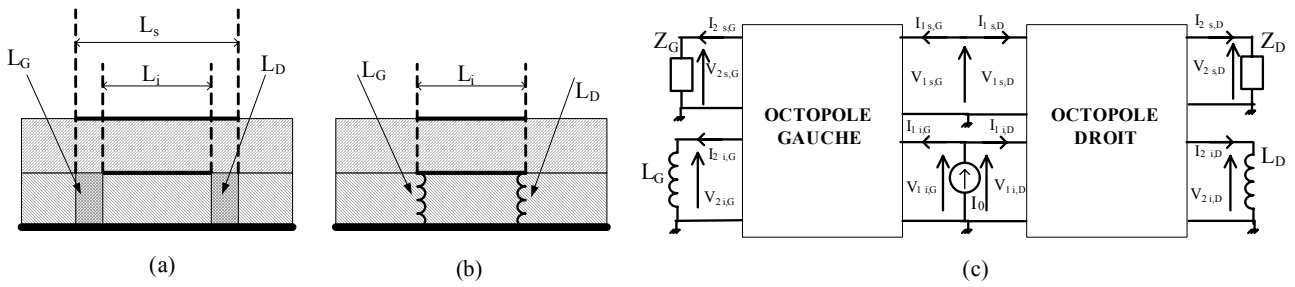 L_s
L_G
L_i
L_D
(a)
L_G
L_i
L_D
(b)
I_2 s,G
I_1 s,G
I_1 s,D
I_2 s,D
Z_G
Z_D
V_2 s,G
V_1 s,G
V_1 s,D
V_2 s,D
OCTOPOLE
GAUCHE
OCTOPOLE
DROIT
I_1 i,G
I_1 i,D
I_2 i,G
I_2 i,D
L_G
L_D
V_2 i,G
V_1 i,G
V_1 i,D
V_2 i,D
I_0
(c)